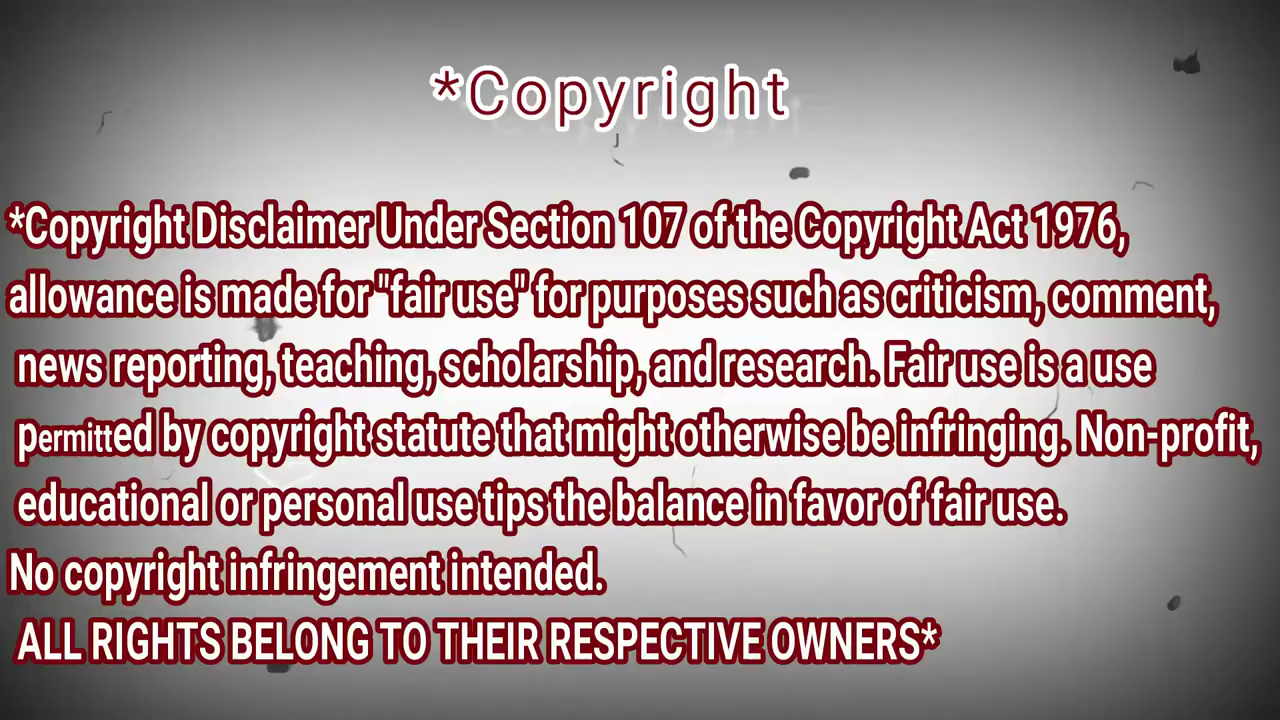 *Copyright
*Copyright Disclaimer Under Section 107 of the Copyright Act 1976,
allowance is made for "fair use" for purposes such as criticism, comment,
news reporting, teaching, scholarship, and research. Fair use is a use
permitted by copyright statute that might otherwise be infringing. Non-profit,
educational or personal use tips the balance in favor of fair use.
No copyright infringement intended.
ALL RIGHTS BELONG TO THEIR RESPECTIVE OWNERS*